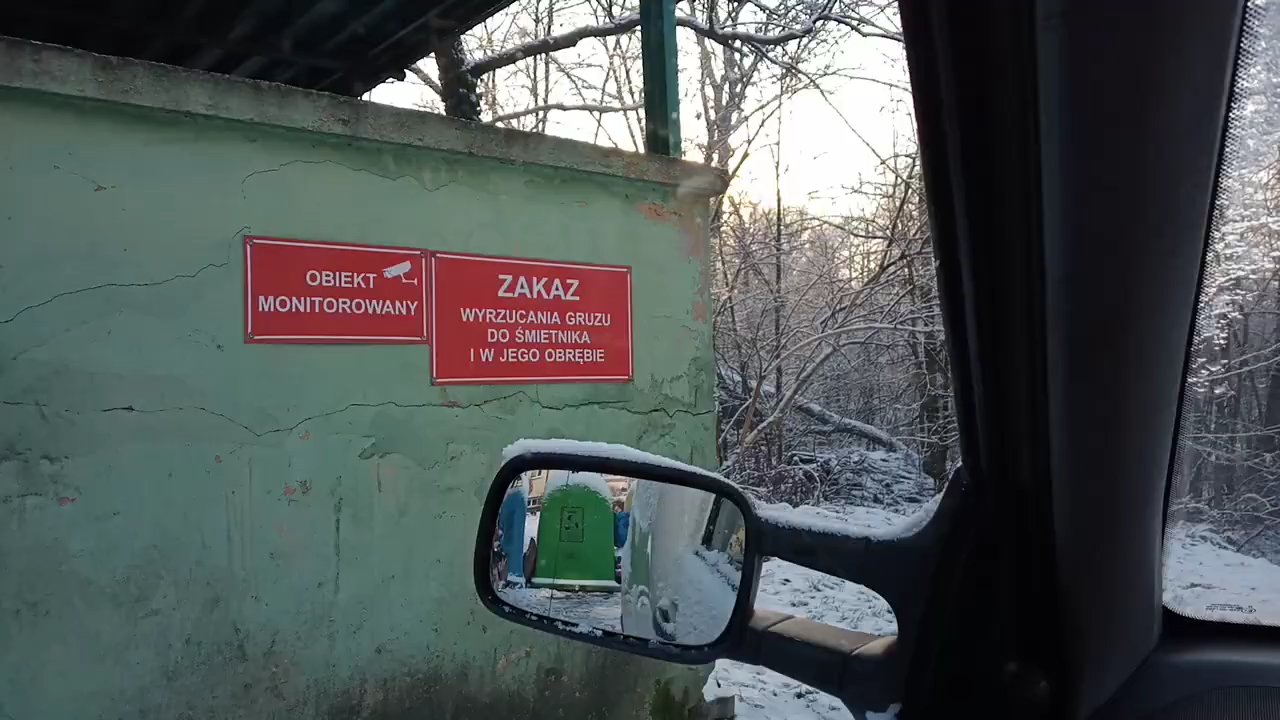 OBIEKT
MONITOROWANY
ZAKAZ
WYRZUCANIA GRUZU
DO ŚMIETNIKA
I W JEGO OBRĘBIE